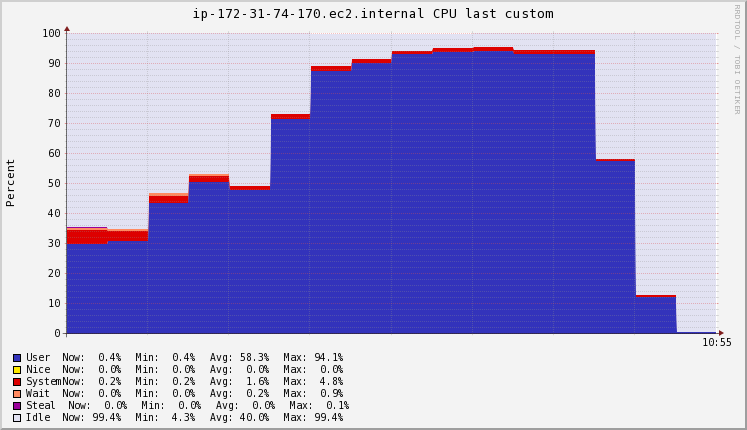 ip-172-31-74-170.ec2.internal CPU last custom
RRDTOOL / TOBI OETIKER
Percent
100
90
80
70
60
50
40
30
20
10
0
10:55
User Now: 0.4% Min: 0.4% Avg: 58.3% Max: 94.1%
Nice Now: 0.0% Min: 0.0% Avg: 0.0% Max: 0.0%
System Now: 0.2% Min: 0.2% Avg: 1.6% Max: 4.8%
Wait Now: 0.0% Min: 0.0% Avg: 0.2% Max: 0.9%
Steal Now: 0.0% Min: 0.0% Avg: 0.0% Max: 0.1%
Idle Now: 99.4% Min: 4.3% Avg: 40.0% Max: 99.4%